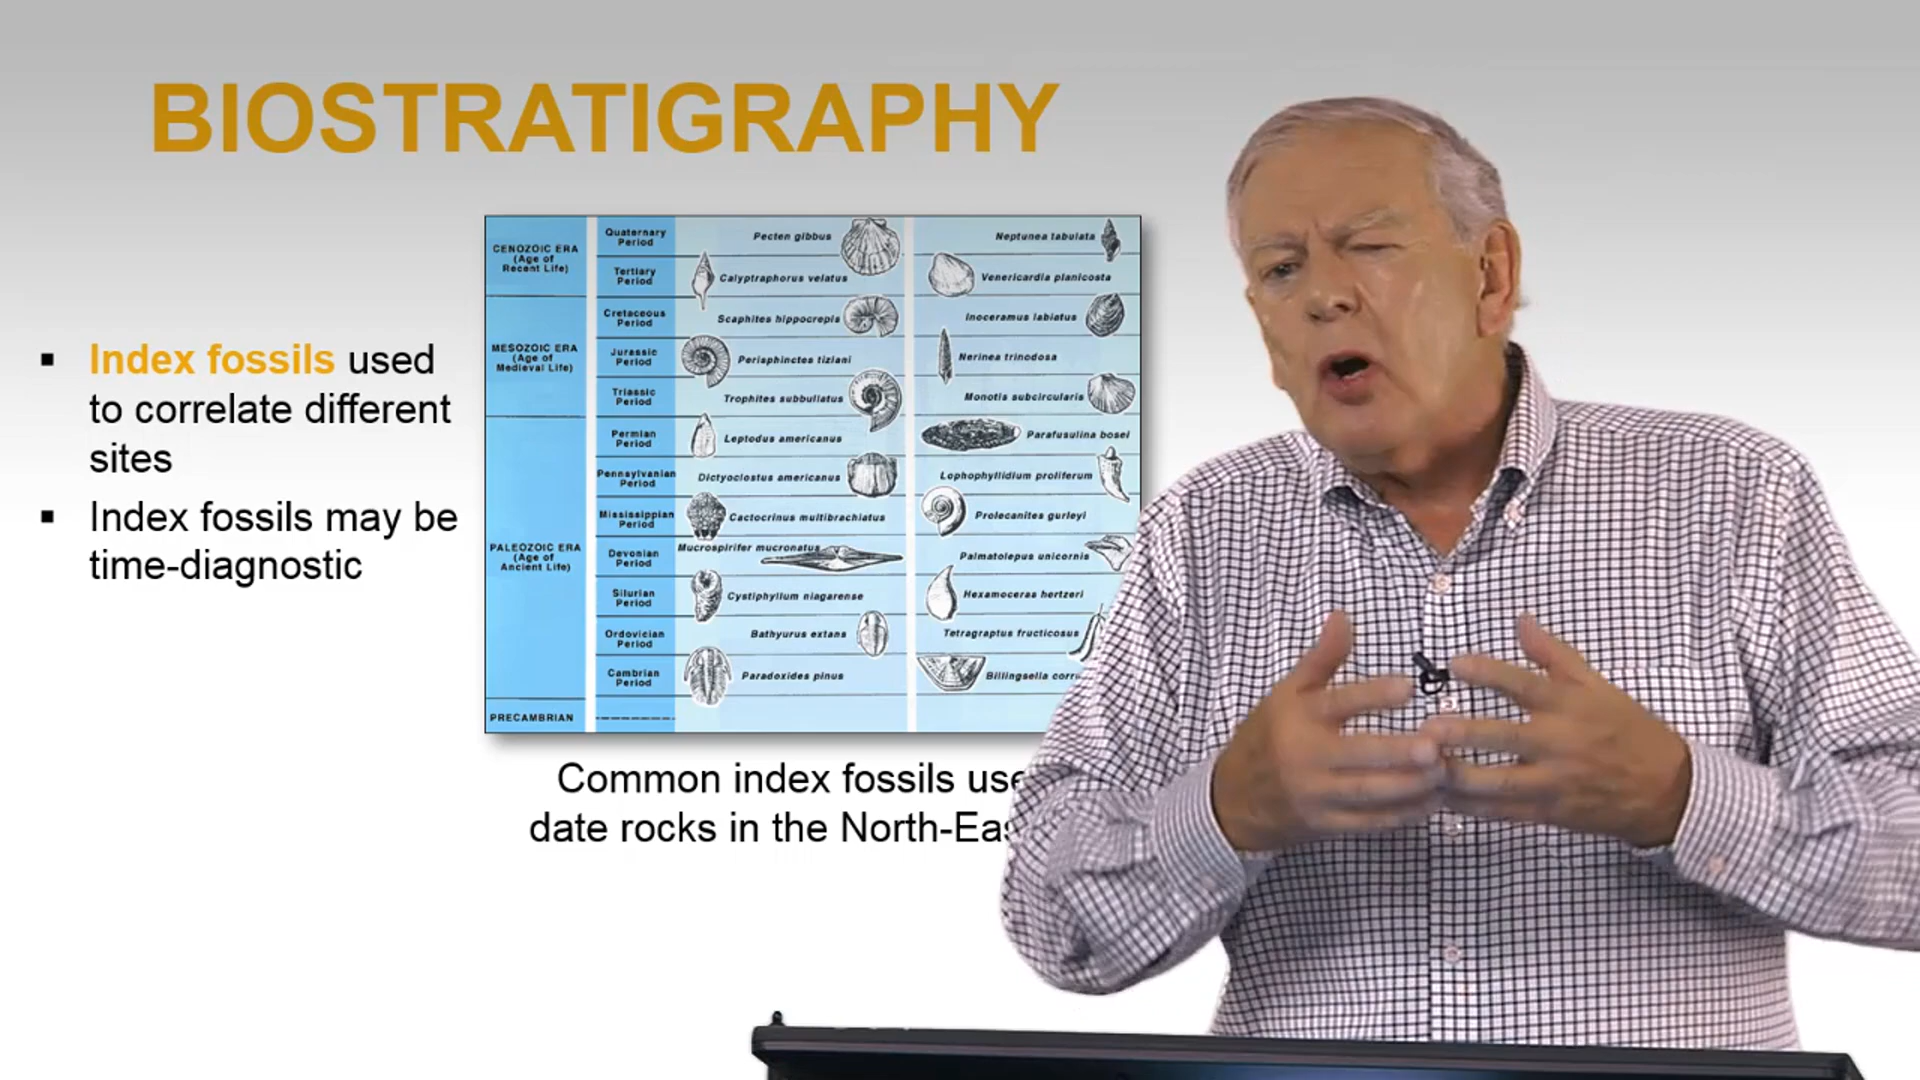 BIOSTRATIGRAPHY
▪ Index fossils used
to correlate different
sites
▪ Index fossils may be
time-diagnostic
CENOZOIC ERA
(Age of
Recent Life)
Quaternary
Period
Pecten gibbus
Neptunea tabulata
Tertiary
Period
Calyptraphorus velatus
Venericardia planicosta
MESOZOIC ERA
(Age of
Medieval Life)
Cretaceous
Period
Scaphites hippocrepis
Inoceramus labiatus
Jurassic
Period
Perisphinctes tiziani
Nerinea trinodosa
Triassic
Period
Trophites subbullatus
Monotis subcircularis
PALEOZOIC ERA
(Age of
Ancient Life)
Permian
Period
Leptodus americanus
Parafusulina bosei
Pennsylvanian
Period
Dictyoclostus americanus
Lophophyllidium proliferum
Mississippian
Period
Cactocrinus multibrachiatus
Prolecanites gurleyi
Devonian
Period
Mucrospirifer mucronatus
Palmatolepus unicornis
Silurian
Period
Cystiphyllum niagarense
Hexamoceras hertzeri
Ordovician
Period
Bathyurus extans
Tetragraptus fructicosus
Cambrian
Period
Paradoxides pinus
Billingsella
PRECAMBRIAN
Common index fossils
date rocks in the